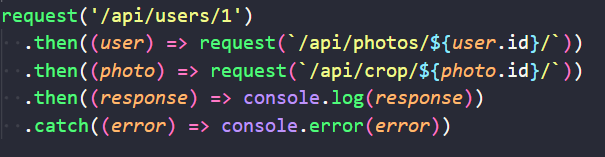 request('/api/users/1')
.then((user) => request(`/api/photos/${user.id}/`))
.then((photo) => request(`/api/crop/${photo.id}/`))
.then((response) => console.log(response))
.catch((error) => console.error(error))